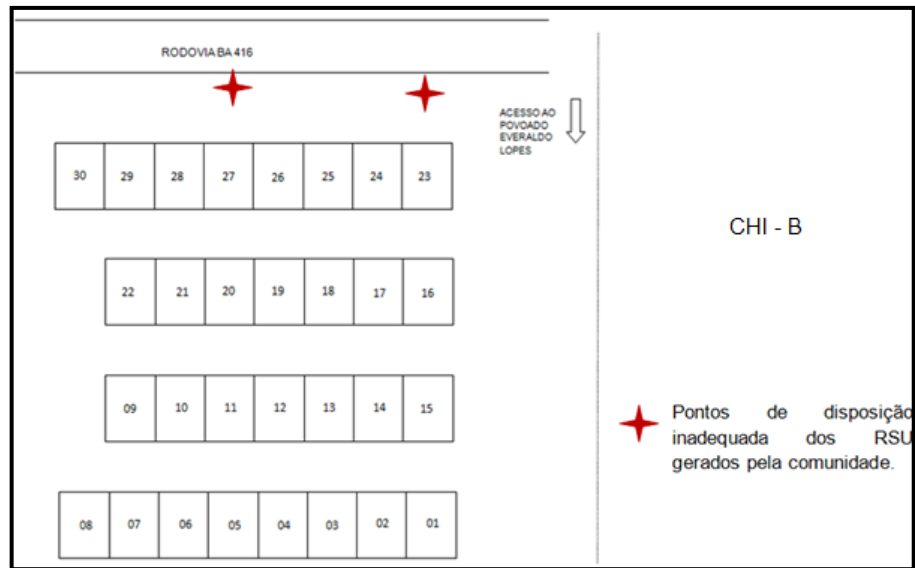 RODOVIA BA 416
ACESSO AO
POVOADO
EVERALDO
LOPES
30 29 28 27 26 25 24 23
CHI - B
22 21 20 19 18 17 16
09 10 11 12 13 14 15
Pontos de disposição
inadequada dos RSU
gerados pela comunidade.
08 07 06 05 04 03 02 01